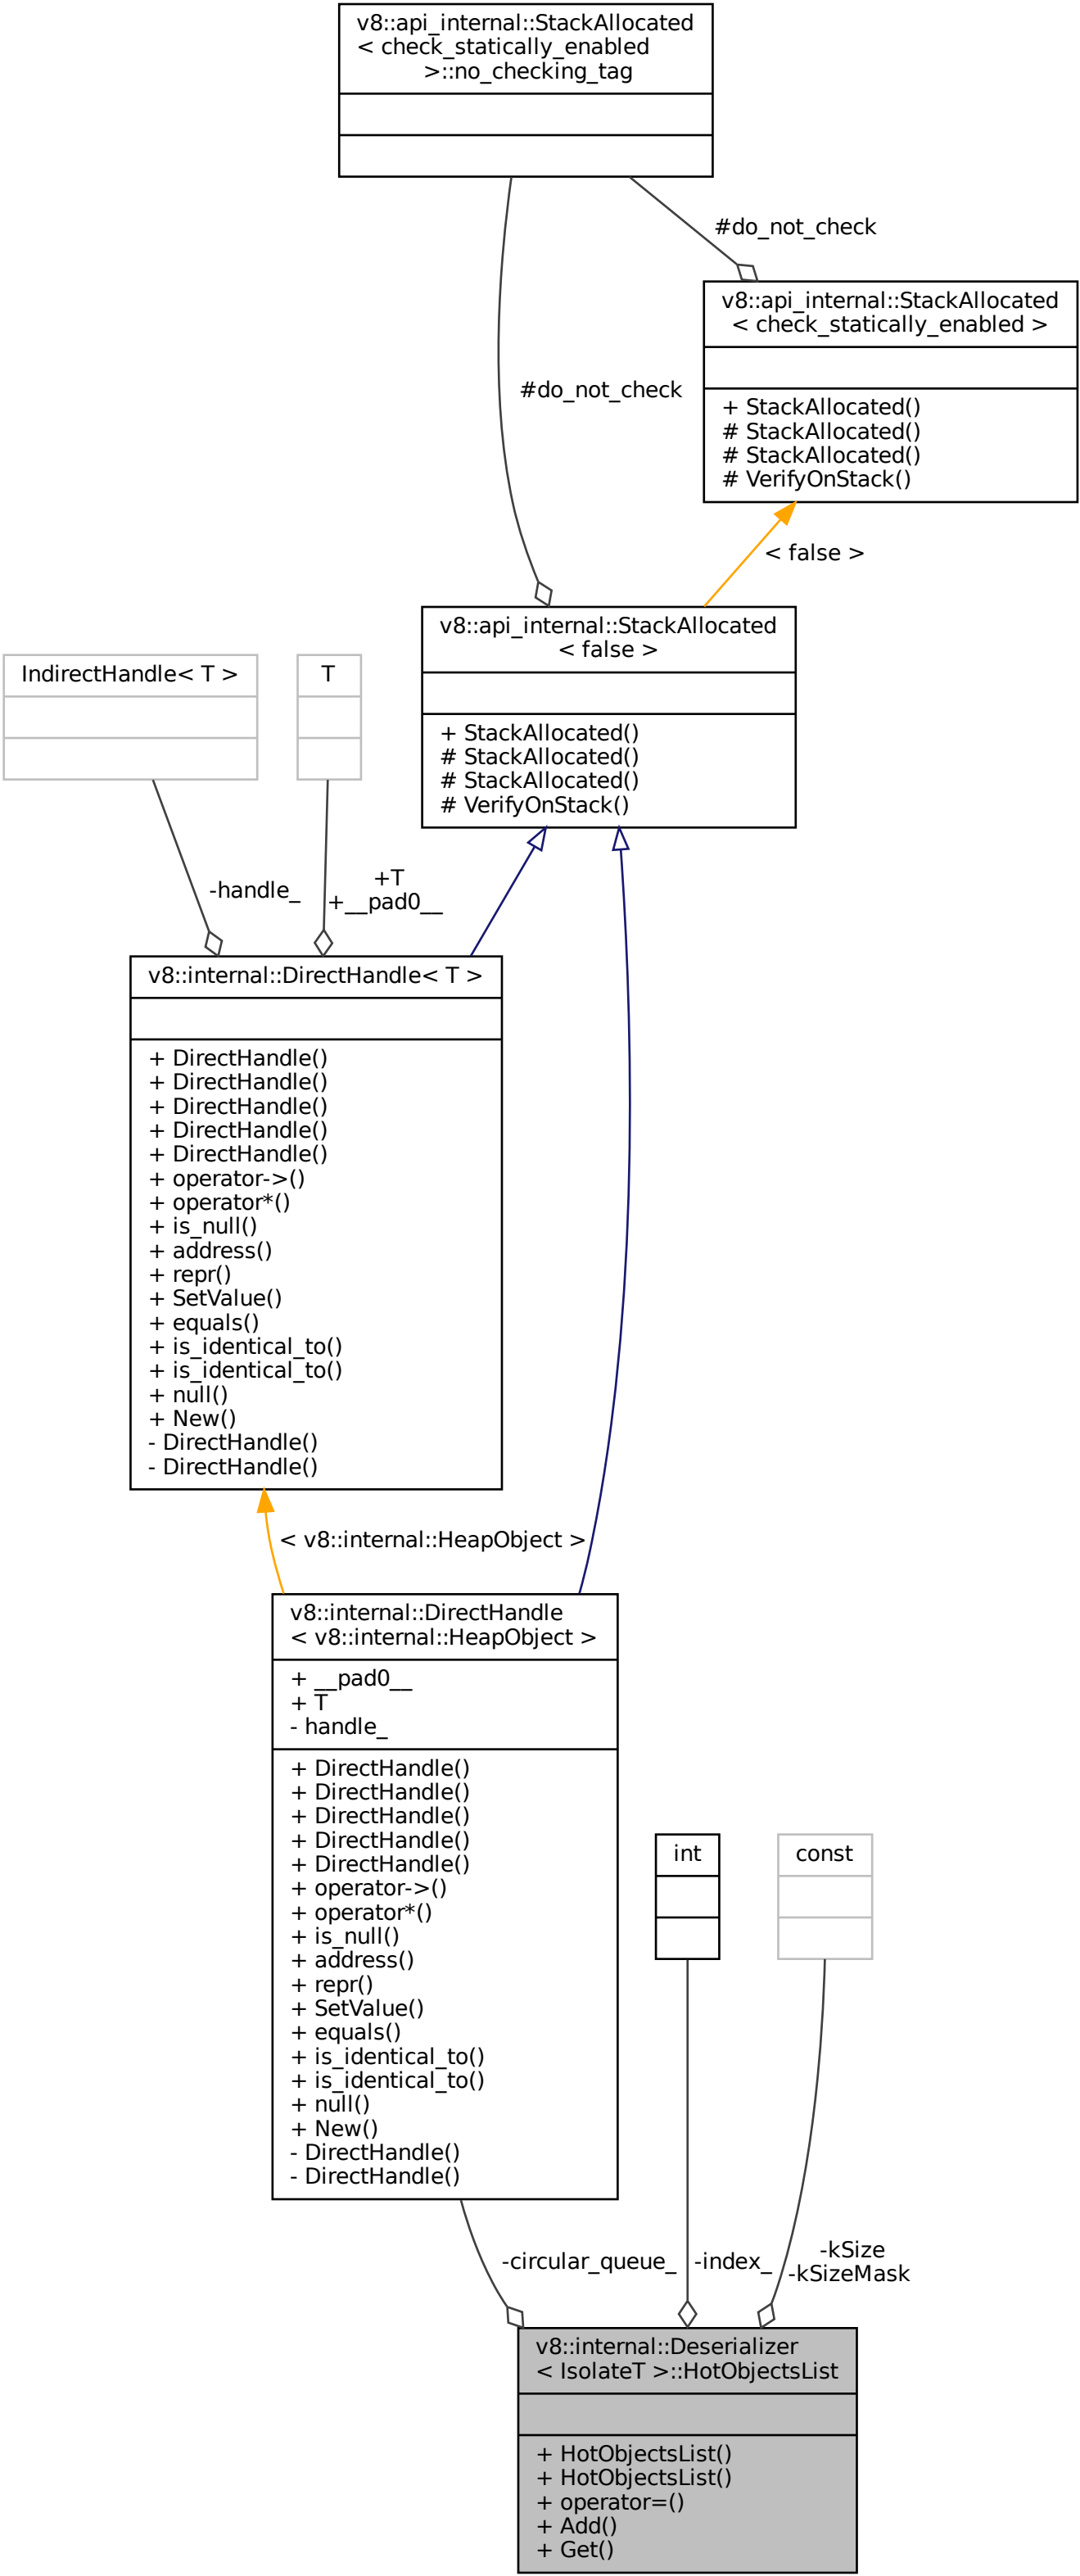 v8::api_internal::StackAllocated
< check_statically_enabled
>::no_checking_tag
#do_not_check
v8::api_internal::StackAllocated
< check_statically_enabled >
+ StackAllocated()
# StackAllocated()
# StackAllocated()
# VerifyOnStack()
#do_not_check
< false >
v8::api_internal::StackAllocated
< false >
+ StackAllocated()
# StackAllocated()
# StackAllocated()
# VerifyOnStack()
IndirectHandle< T >
T
-handle_
+T
+__pad0__
v8::internal::DirectHandle< T >
+ DirectHandle()
+ DirectHandle()
+ DirectHandle()
+ DirectHandle()
+ DirectHandle()
+ operator->()
+ operator*()
+ is_null()
+ address()
+ repr()
+ SetValue()
+ equals()
+ is_identical_to()
+ is_identical_to()
+ null()
+ New()
- DirectHandle()
- DirectHandle()
< v8::internal::HeapObject >
v8::internal::DirectHandle
< v8::internal::HeapObject >
+ __pad0__
+ T
- handle_
+ DirectHandle()
+ DirectHandle()
+ DirectHandle()
+ DirectHandle()
+ DirectHandle()
+ operator->()
+ operator*()
+ is_null()
+ address()
+ repr()
+ SetValue()
+ equals()
+ is_identical_to()
+ is_identical_to()
+ null()
+ New()
- DirectHandle()
- DirectHandle()
int
const
-circular_queue_
-index_
-kSize
-kSizeMask
v8::internal::Deserializer
< IsolateT >::HotObjectsList
+ HotObjectsList()
+ HotObjectsList()
+ operator=()
+ Add()
+ Get()